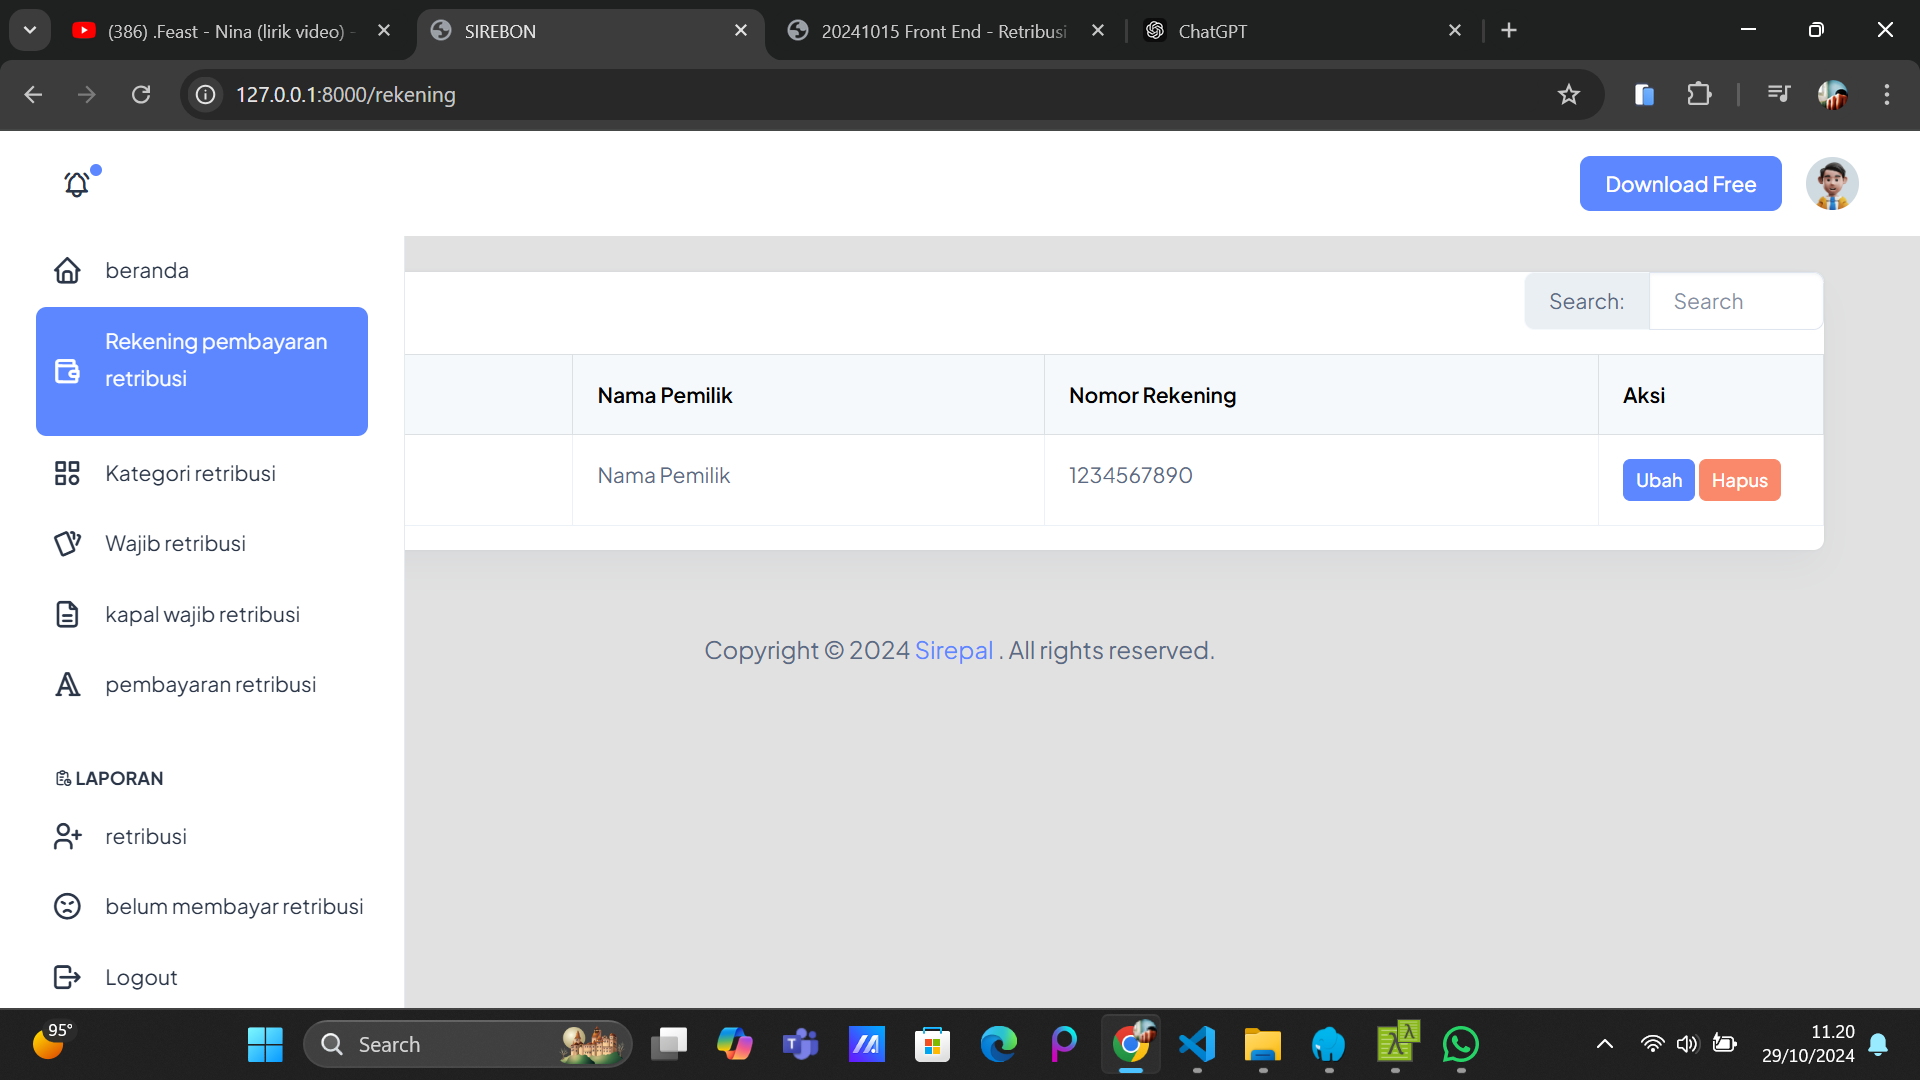 (386) .Feast - Nina (lirik video) -
SIREBON
20241015 Front End - Retribusi
ChatGPT
127.0.0.1:8000/rekening
Download Free
beranda
Rekening pembayaran
retribusi
Kategori retribusi
Wajib retribusi
kapal wajib retribusi
pembayaran retribusi
LAPORAN
retribusi
belum membayar retribusi
Logout
Search: Search
Nama Pemilik Nomor Rekening Aksi
Nama Pemilik 1234567890 Ubah Hapus
Copyright © 2024 Sirepal . All rights reserved.
95°
Search
11.20
29/10/2024